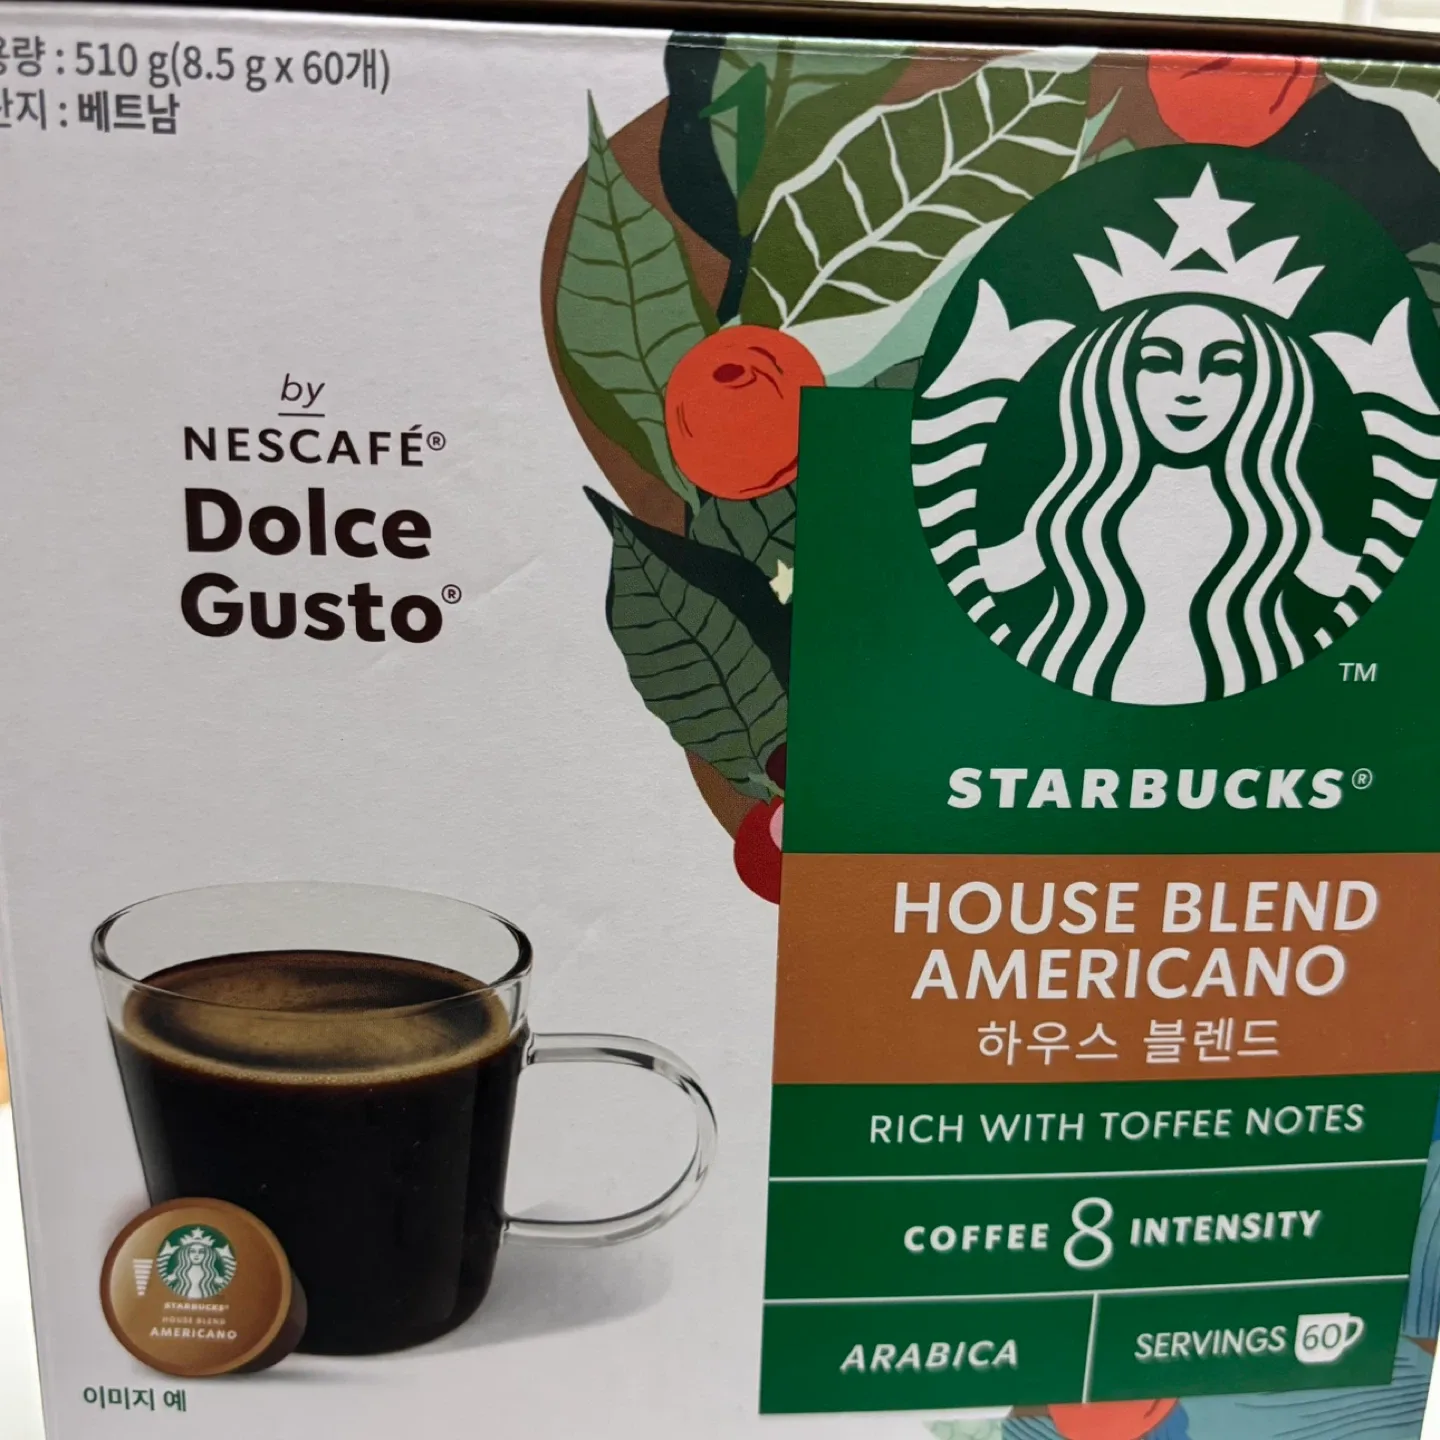 용량 : 510 g(8.5 g x 60개)
산지 : 베트남
by
NESCAFÉ®
Dolce
Gusto®
TM
STARBUCKS®
HOUSE BLEND
AMERICANO
하우스 블렌드
RICH WITH TOFFEE NOTES
COFFEE 8 INTENSITY
ARABICA
SERVINGS 60
STARBUCKS®
HOUSE BLEND
AMERICANO
이미지 예